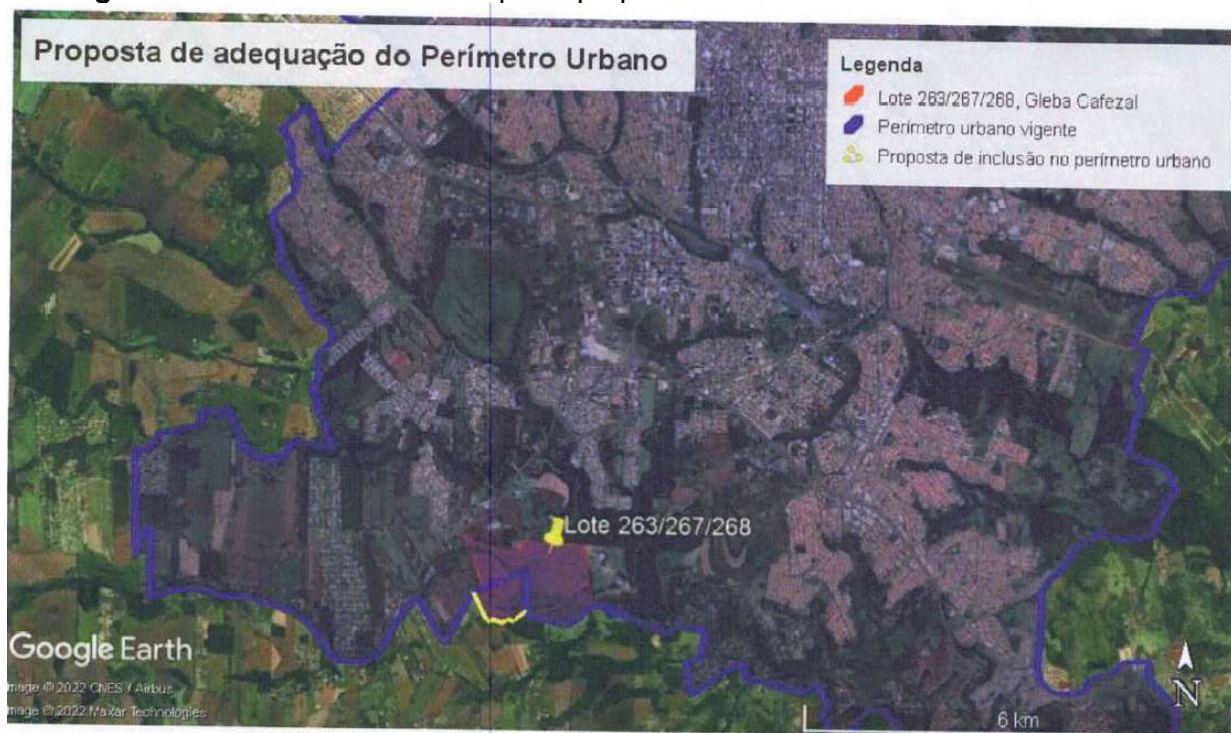 Proposta de adequação do Perímetro Urbano
Legenda
Lote 263/267/268, Gleba Cafezal
Perímetro urbano vigente
Proposta de inclusão no perímetro urbano
Lote 263/267/268
Google Earth
Image © 2022 CNES / Airbus
Image © 2022 Maxar Technologies
N
6 km